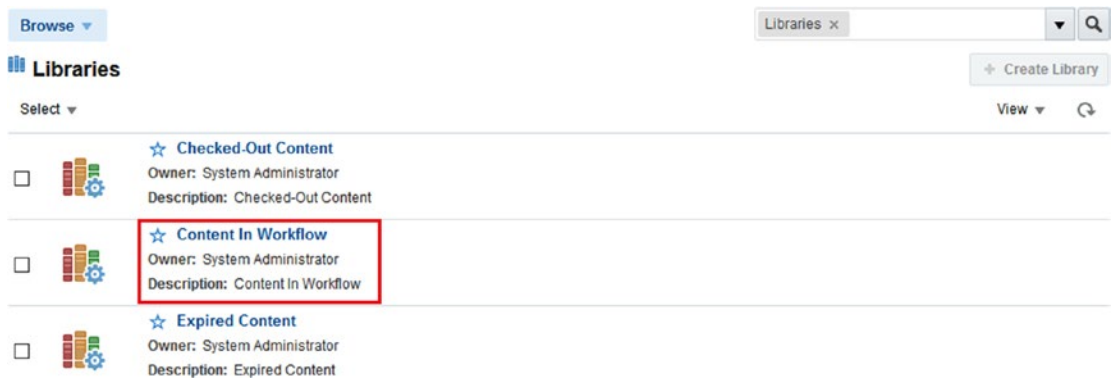 Browse
Libraries ×
Libraries
+ Create Library
Select
View
Checked-Out Content
Owner: System Administrator
Description: Checked-Out Content
Content In Workflow
Owner: System Administrator
Description: Content In Workflow
Expired Content
Owner: System Administrator
Description: Expired Content